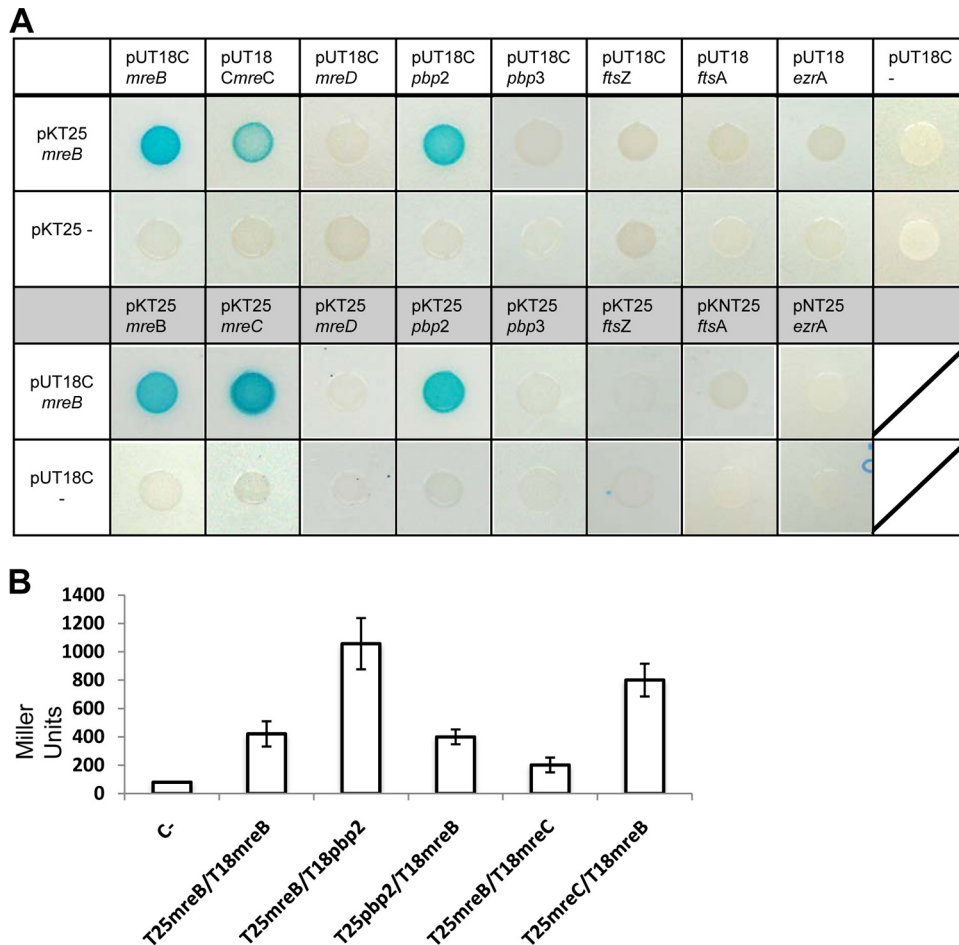 A
pUT18C pUT18 pUT18C pUT18C pUT18C pUT18C pUT18 pUT18 pUT18C
mreB CmreC mreD pbp2 pbp3 ftsZ ftsA ezrA -
pKT25
mreB
pKT25 -
pKT25 pKT25 pKT25 pKT25 pKT25 pKT25 pKNT25 pNT25
mreB mreC mreD pbp2 pbp3 ftsZ ftsA ezrA
pUT18C
mreB
pUT18C
-
B
Miller
Units
1400
1200
1000
800
600
400
200
0
C-
T25mreB/T18mreB
T25mreB/T18pbp2
T25pbp2/T18mreB
T25mreB/T18mreC
T25mreC/T18mreB